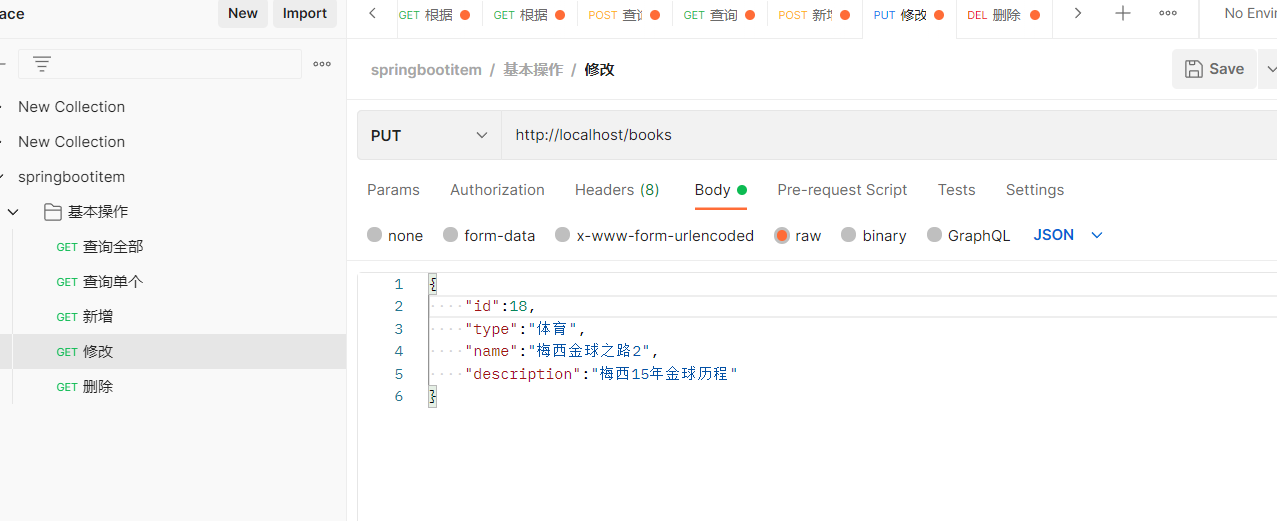 ace
New
Import
GET 根据
GET 根据
POST 查询
GET 查询
POST 新增
PUT 修改
DEL 删除
No Envir
springbootitem / 基本操作 / 修改
Save
New Collection
New Collection
springbootitem
基本操作
GET 查询全部
GET 查询单个
GET 新增
GET 修改
GET 删除
PUT
http://localhost/books
Params Authorization Headers (8) Body Pre-request Script Tests Settings
none form-data x-www-form-urlencoded raw binary GraphQL JSON
1 {
2 "id":18,
3 "type":"体育",
4 "name":"梅西金球之路2",
5 "description":"梅西15年金球历程"
6 }